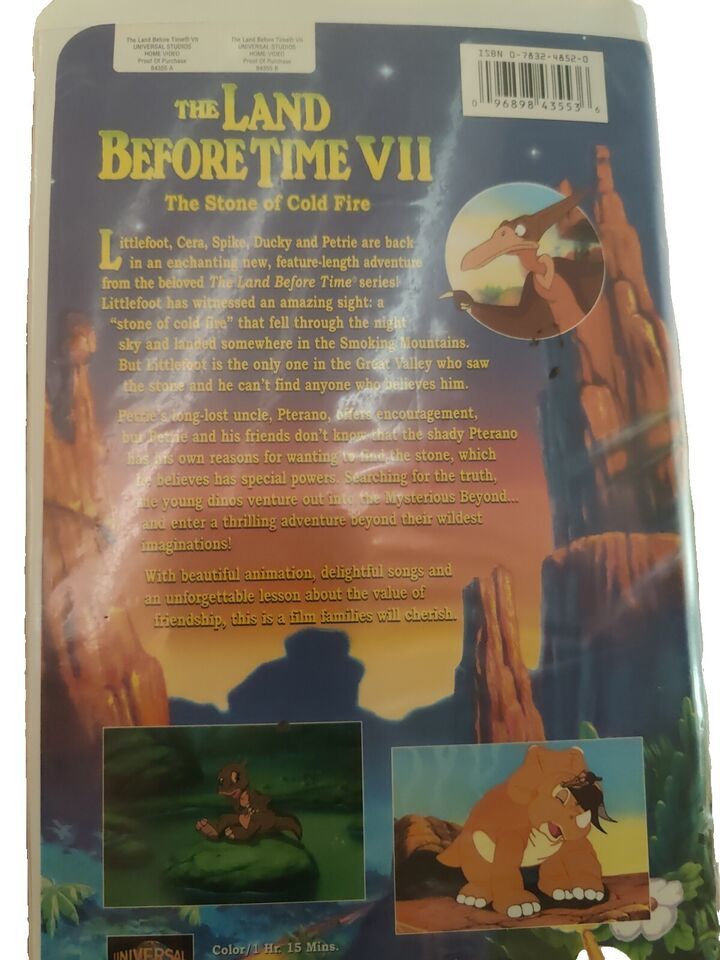 The Land Before Time® VII
UNIVERSAL STUDIOS
HOME VIDEO
Proof Of Purchase
84355 A
The Land Before Time® VII
UNIVERSAL STUDIOS
HOME VIDEO
Proof Of Purchase
84355 B
ISBN 0-7832-4852-0
0 96898 43553 6
THE LAND
BEFORE TIME VII
The Stone of Cold Fire
Littlefoot, Cera, Spike, Ducky and Petrie are back
in an enchanting new, feature-length adventure
from the beloved The Land Before Time® series!
Littlefoot has witnessed an amazing sight: a
“stone of cold fire” that fell through the night
sky and landed somewhere in the Smoking Mountains.
But Littlefoot is the only one in the Great Valley who saw
the stone and he can't find anyone who believes him.
Petrie's long-lost uncle, Pterano, offers encouragement,
but Petrie and his friends don't know that the shady Pterano
has his own reasons for wanting to find the stone, which
he believes has special powers. Searching for the truth,
the young dinos venture out into the Mysterious Beyond...
and enter a thrilling adventure beyond their wildest
imaginations!
With beautiful animation, delightful songs and
an unforgettable lesson about the value of
friendship, this is a film families will cherish.
UNIVERSAL
Color/1 Hr. 15 Mins.